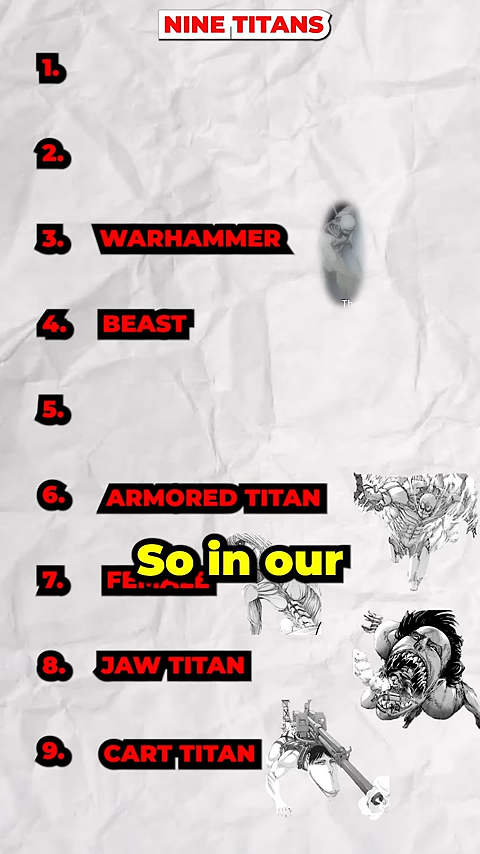 NINE TITANS
1.
2.
3. WARHAMMER
4. BEAST
5.
6. ARMORED TITAN
So in our
7. FEMALE
8. JAW TITAN
9. CART TITAN